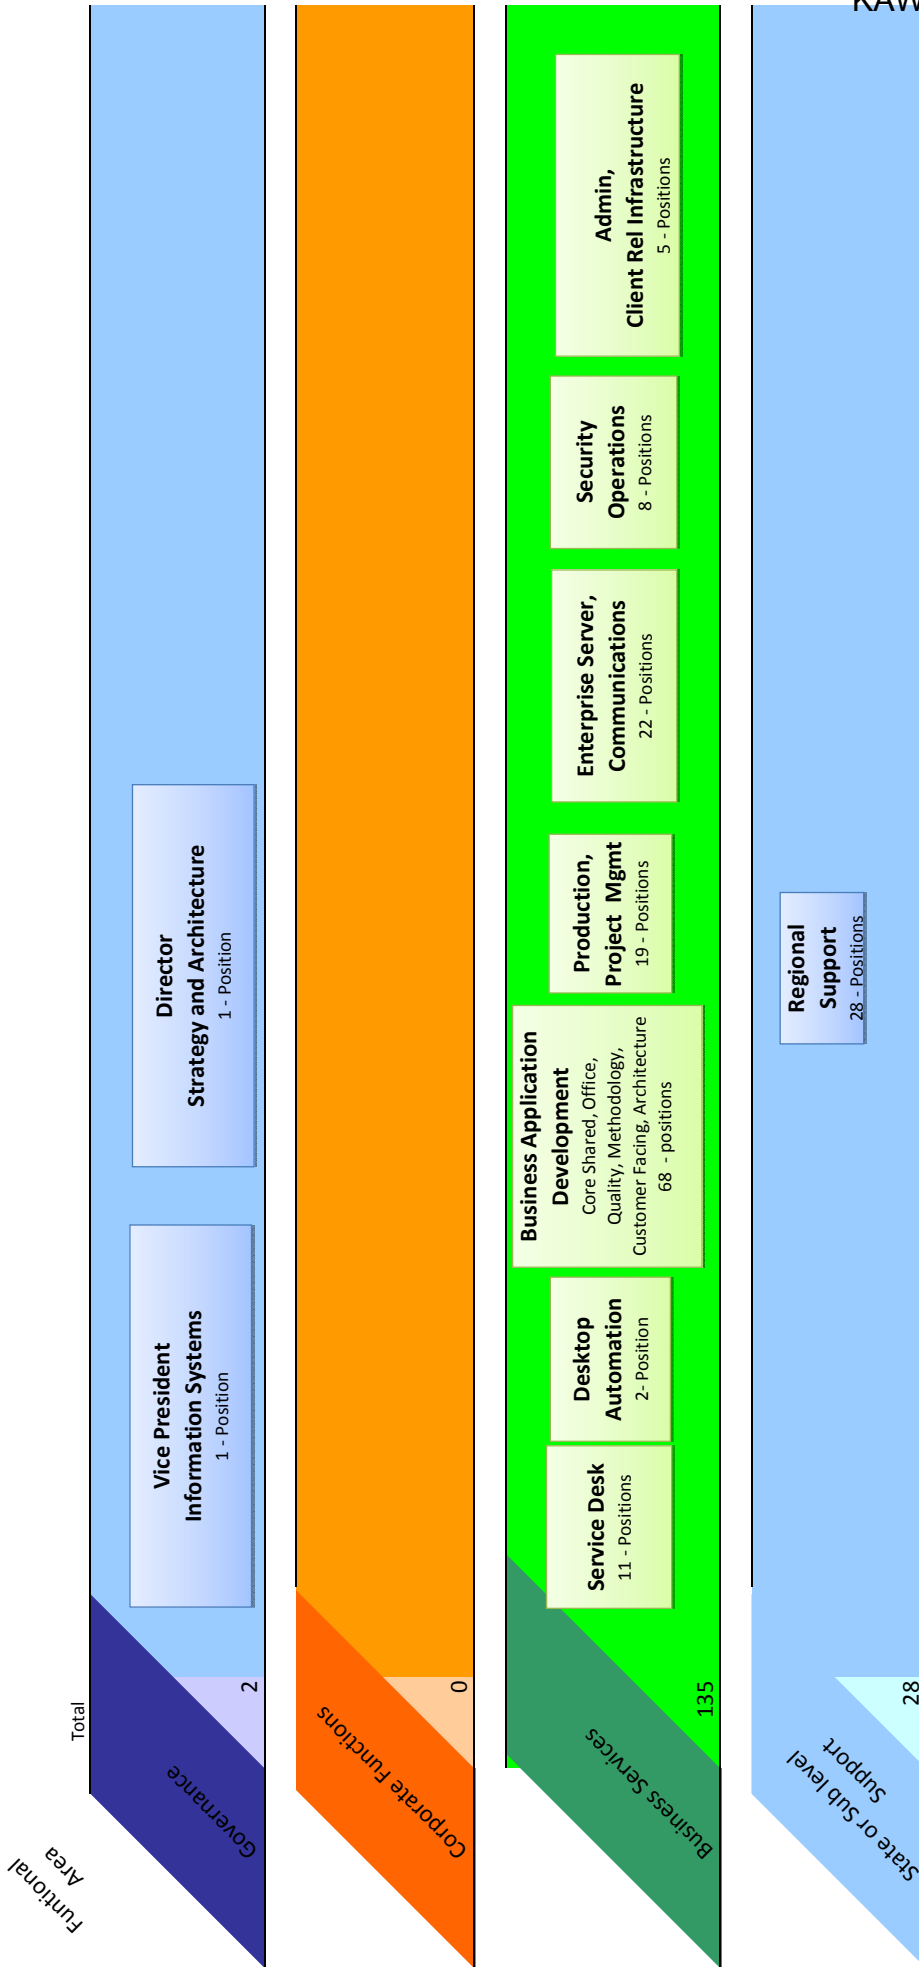 KAW
Funtional
Area
Total
Governance
2
Vice President
Information Systems
1 - Position
Director
Strategy and Architecture
1 - Position
Corporate Functions
0
Business Services
135
Service Desk
11 - Positions
Desktop
Automation
2- Position
Business Application
Development
Core Shared, Office,
Quality, Methodology,
Customer Facing, Architecture
68 - positions
Production,
Project Mgmt
19 - Positions
Enterprise Server,
Communications
22 - Positions
Security
Operations
8 - Positions
Admin,
Client Rel Infrastructure
5 - Positions
State or Sub level
Support
28
Regional
Support
28 - Positions